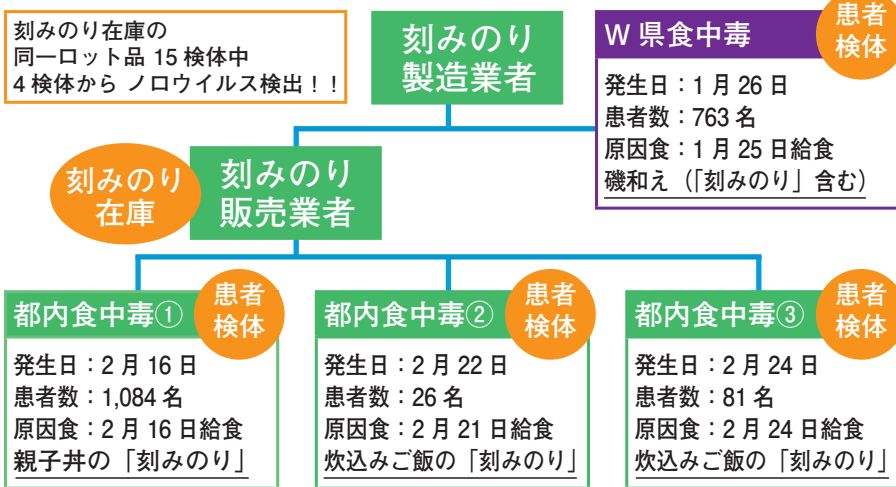 刻みのり在庫の
同一ロット品 15 検体中
4 検体から ノロウイルス検出！！
刻みのり
製造業者
W 県食中毒
患者
検体
発生日：1 月 26 日
患者数：763 名
原因食：1 月 25 日給食
磯和え（「刻みのり」含む）
刻みのり
在庫
刻みのり
販売業者
都内食中毒①
患者
検体
発生日：2 月 16 日
患者数：1,084 名
原因食：2 月 16 日給食
親子丼の「刻みのり」
都内食中毒②
患者
検体
発生日：2 月 22 日
患者数：26 名
原因食：2 月 21 日給食
炊込みご飯の「刻みのり」
都内食中毒③
患者
検体
発生日：2 月 24 日
患者数：81 名
原因食：2 月 24 日給食
炊込みご飯の「刻みのり」